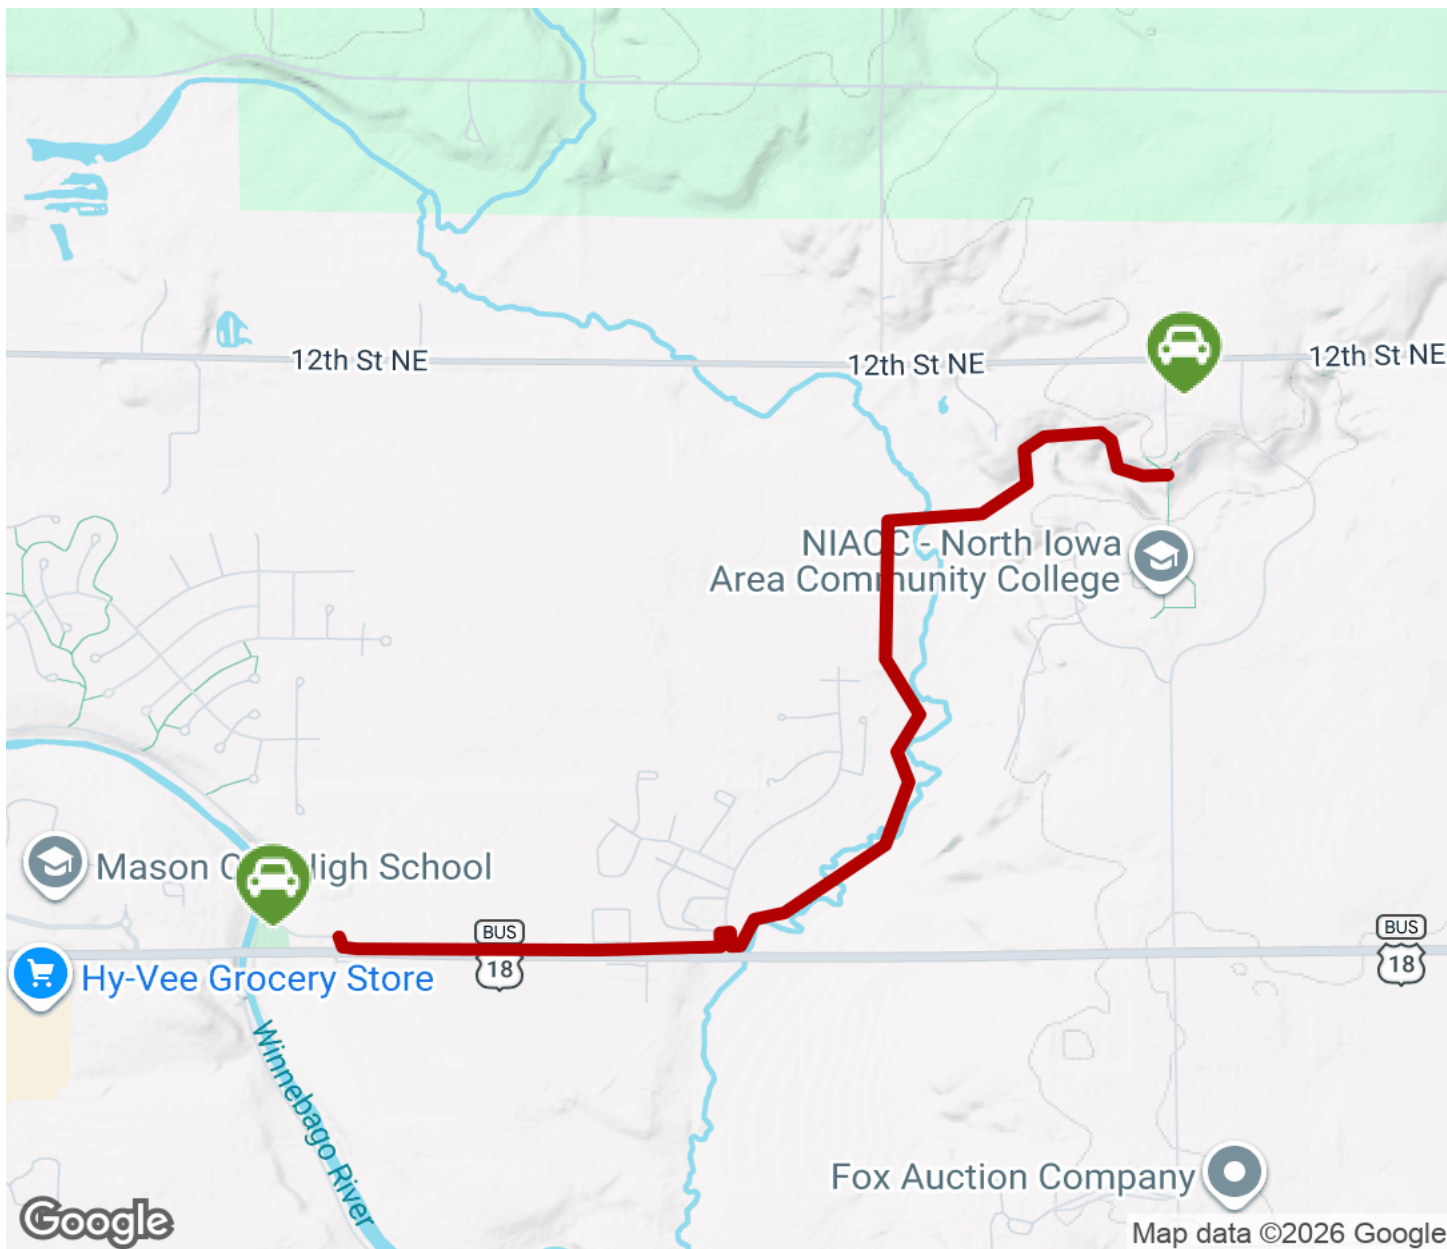 12th St NE
12th St NE
12th St NE
NIACC - North Iowa
Area Community College
Mason C High School
BUS
18
BUS
18
Hy-Vee Grocery Store
Winnebago River
Fox Auction Company
Google
Map data ©2026 Google